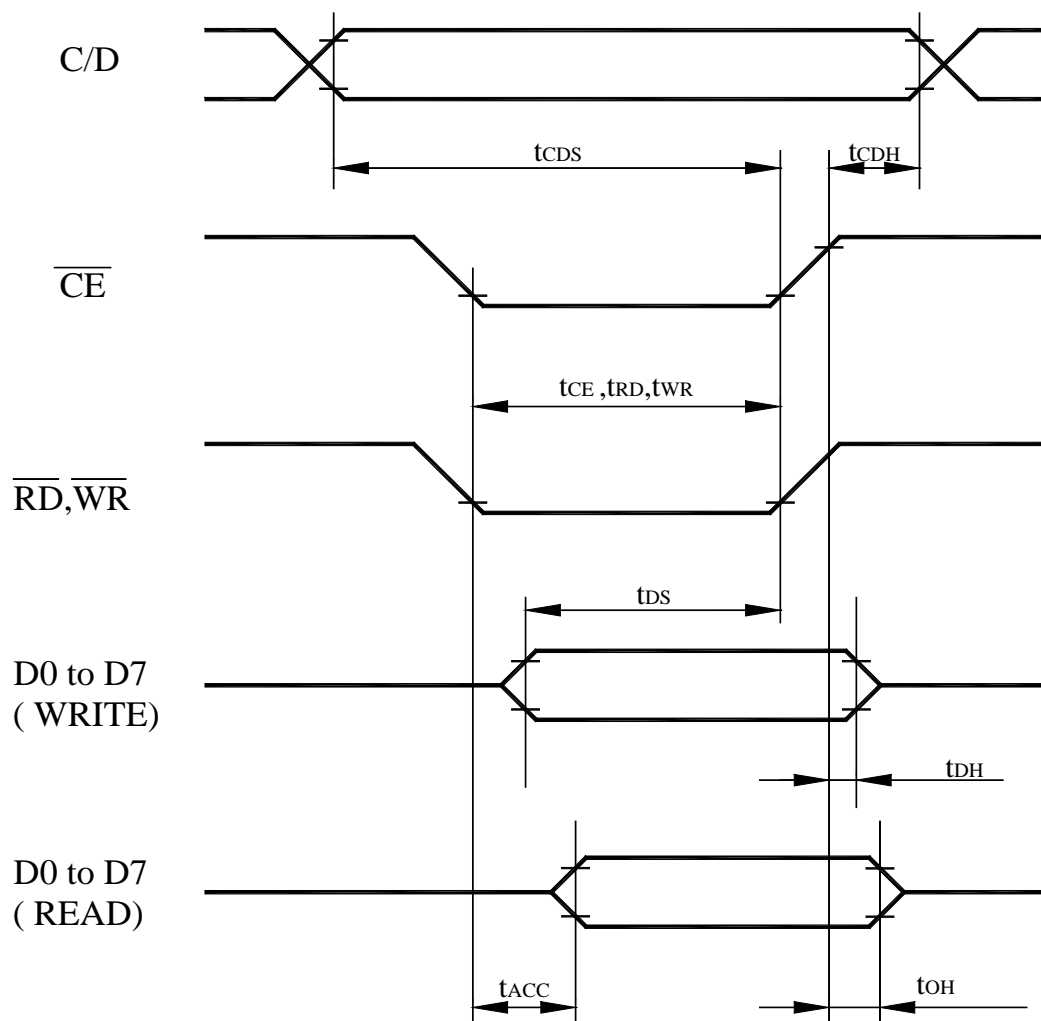 C/D
tCDS
tCDH
CE
tCE ,tRD,tWR
RD,WR
tDS
D0 to D7
( WRITE)
tDH
D0 to D7
( READ)
tACC
tOH